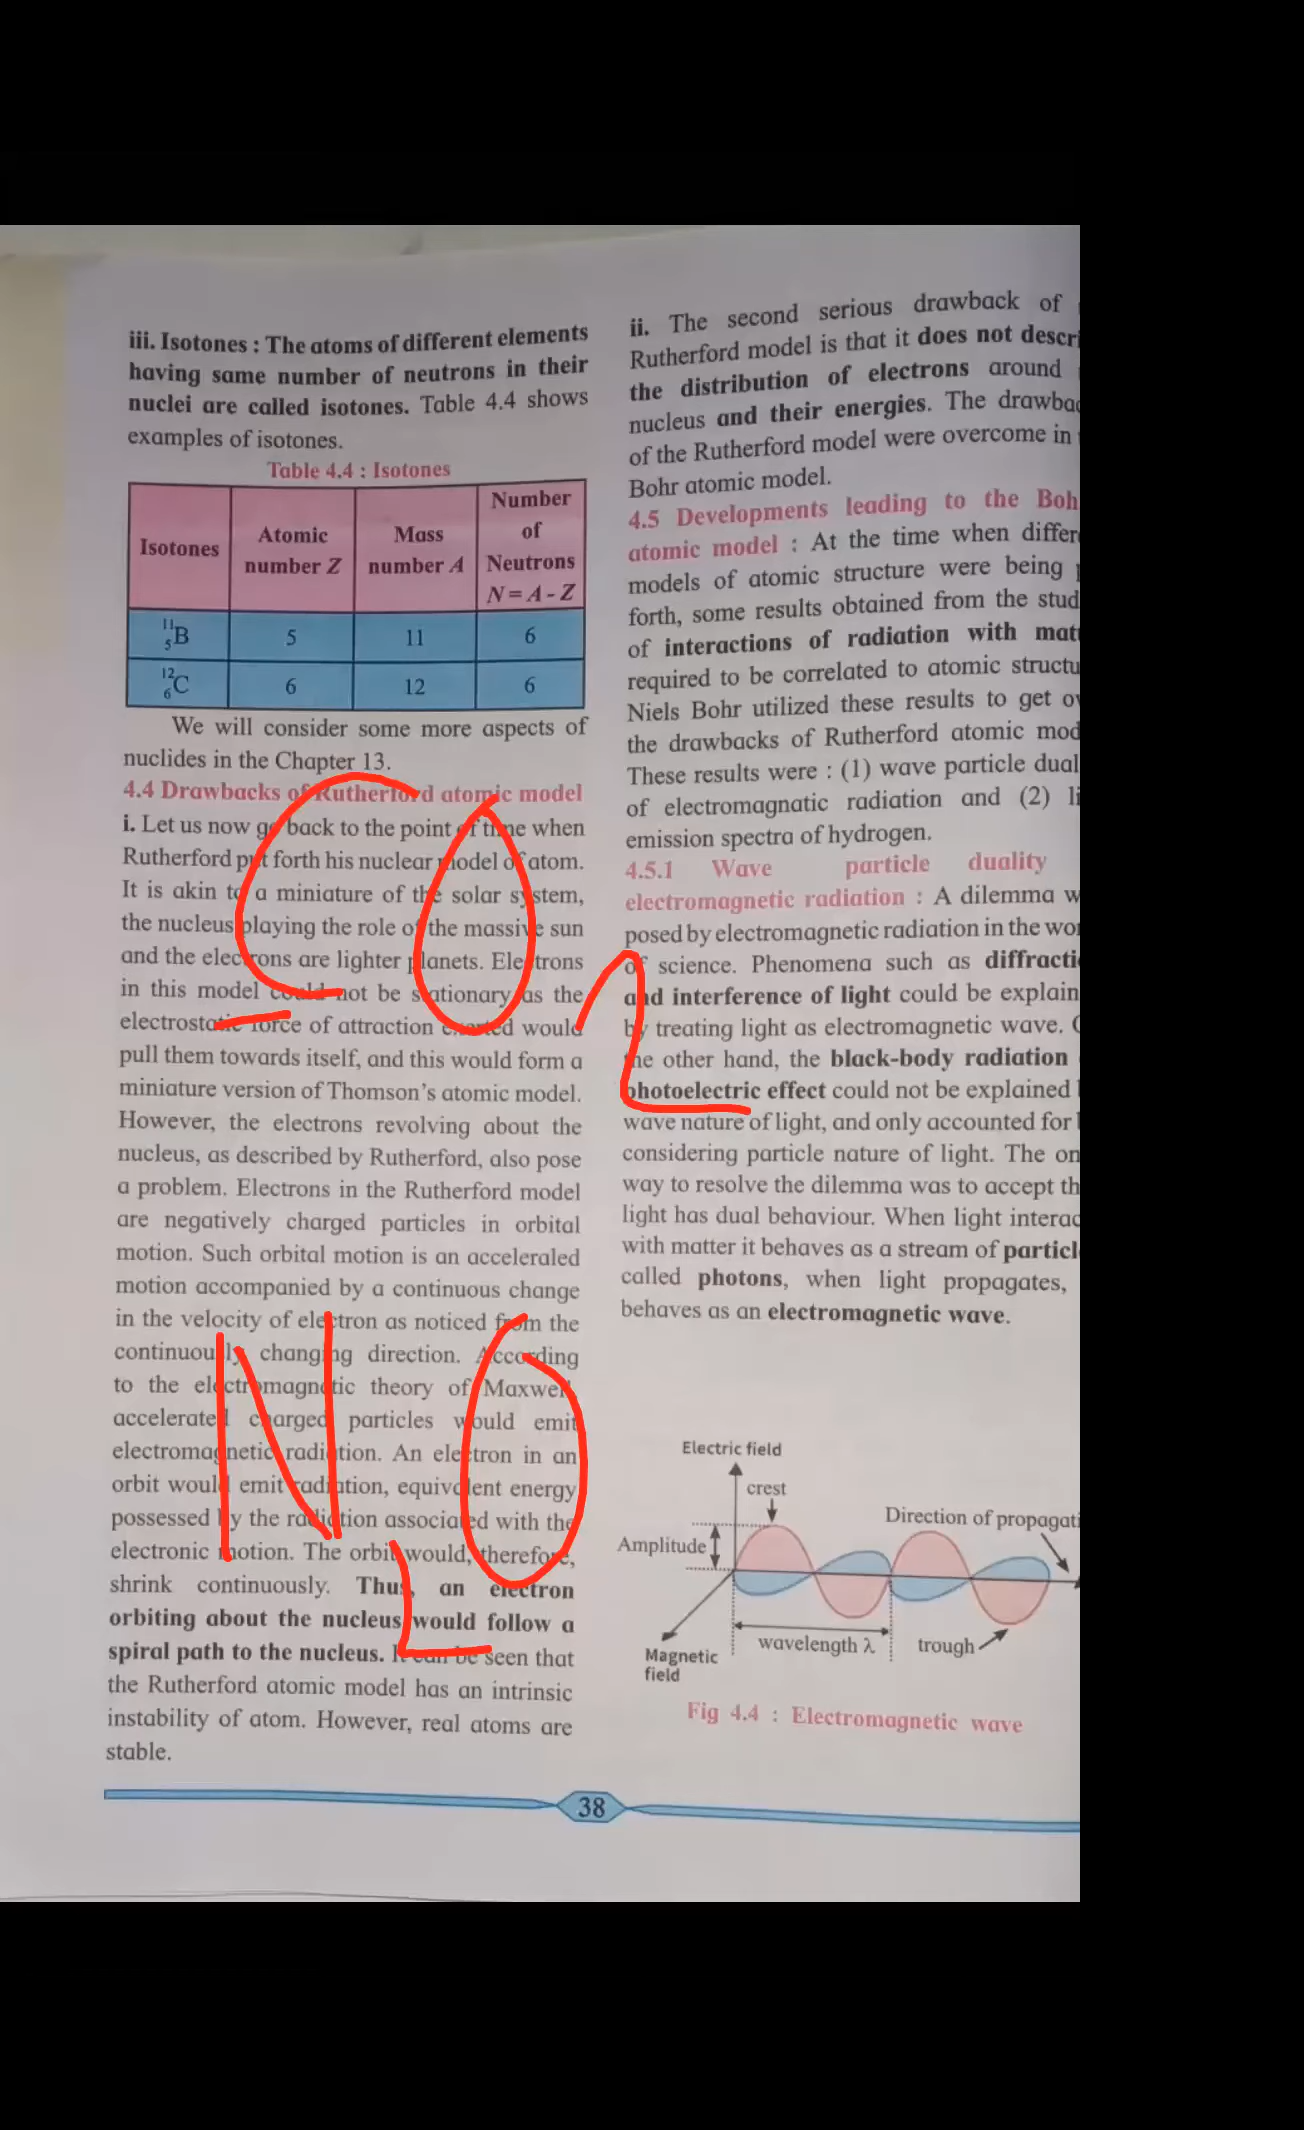 iii. Isotones : The atoms of different elements
having same number of neutrons in their
nuclei are called isotones. Table 4.4 shows
examples of isotones.
Table 4.4 : Isotones
Isotones | Atomic number Z | Mass number A | Number of Neutrons N = A - Z
¹¹₅B | 5 | 11 | 6
¹²₆C | 6 | 12 | 6
We will consider some more aspects of
nuclides in the Chapter 13.
4.4 Drawbacks of Rutherford atomic model
i. Let us now go back to the point of time when
Rutherford put forth his nuclear model of atom.
It is akin to a miniature of the solar system,
the nucleus playing the role of the massive sun
and the electrons are lighter planets. Electrons
in this model could not be stationary as the
electrostatic force of attraction exerted would
pull them towards itself, and this would form a
miniature version of Thomson's atomic model.
However, the electrons revolving about the
nucleus, as described by Rutherford, also pose
a problem. Electrons in the Rutherford model
are negatively charged particles in orbital
motion. Such orbital motion is an acceleraled
motion accompanied by a continuous change
in the velocity of electron as noticed from the
continuously changing direction. According
to the electromagnetic theory of Maxwell,
accelerated charged particles would emit
electromagnetic radiation. An electron in an
orbit would emit radiation, equivalent energy
possessed by the radiation associated with the
electronic motion. The orbit would, therefore,
shrink continuously. Thus, an electron
orbiting about the nucleus would follow a
spiral path to the nucleus. It can be seen that
the Rutherford atomic model has an intrinsic
instability of atom. However, real atoms are
stable.
ii. The second serious drawback of
Rutherford model is that it does not descri
the distribution of electrons around
nucleus and their energies. The drawbac
of the Rutherford model were overcome in
Bohr atomic model.
4.5 Developments leading to the Boh
atomic model : At the time when differ
models of atomic structure were being
forth, some results obtained from the stud
of interactions of radiation with matt
required to be correlated to atomic structu
Niels Bohr utilized these results to get ov
the drawbacks of Rutherford atomic mod
These results were : (1) wave particle dual
of electromagnatic radiation and (2) li
emission spectra of hydrogen.
4.5.1 Wave particle duality
electromagnetic radiation : A dilemma w
posed by electromagnetic radiation in the wor
of science. Phenomena such as diffracti
and interference of light could be explain
by treating light as electromagnetic wave. O
the other hand, the black-body radiation
photoelectric effect could not be explained
wave nature of light, and only accounted for
considering particle nature of light. The on
way to resolve the dilemma was to accept th
light has dual behaviour. When light interac
with matter it behaves as a stream of particl
called photons, when light propagates,
behaves as an electromagnetic wave.
Electric field
crest
Direction of propagati
Amplitude
wavelength λ
trough
Magnetic
field
Fig 4.4 : Electromagnetic wave
38